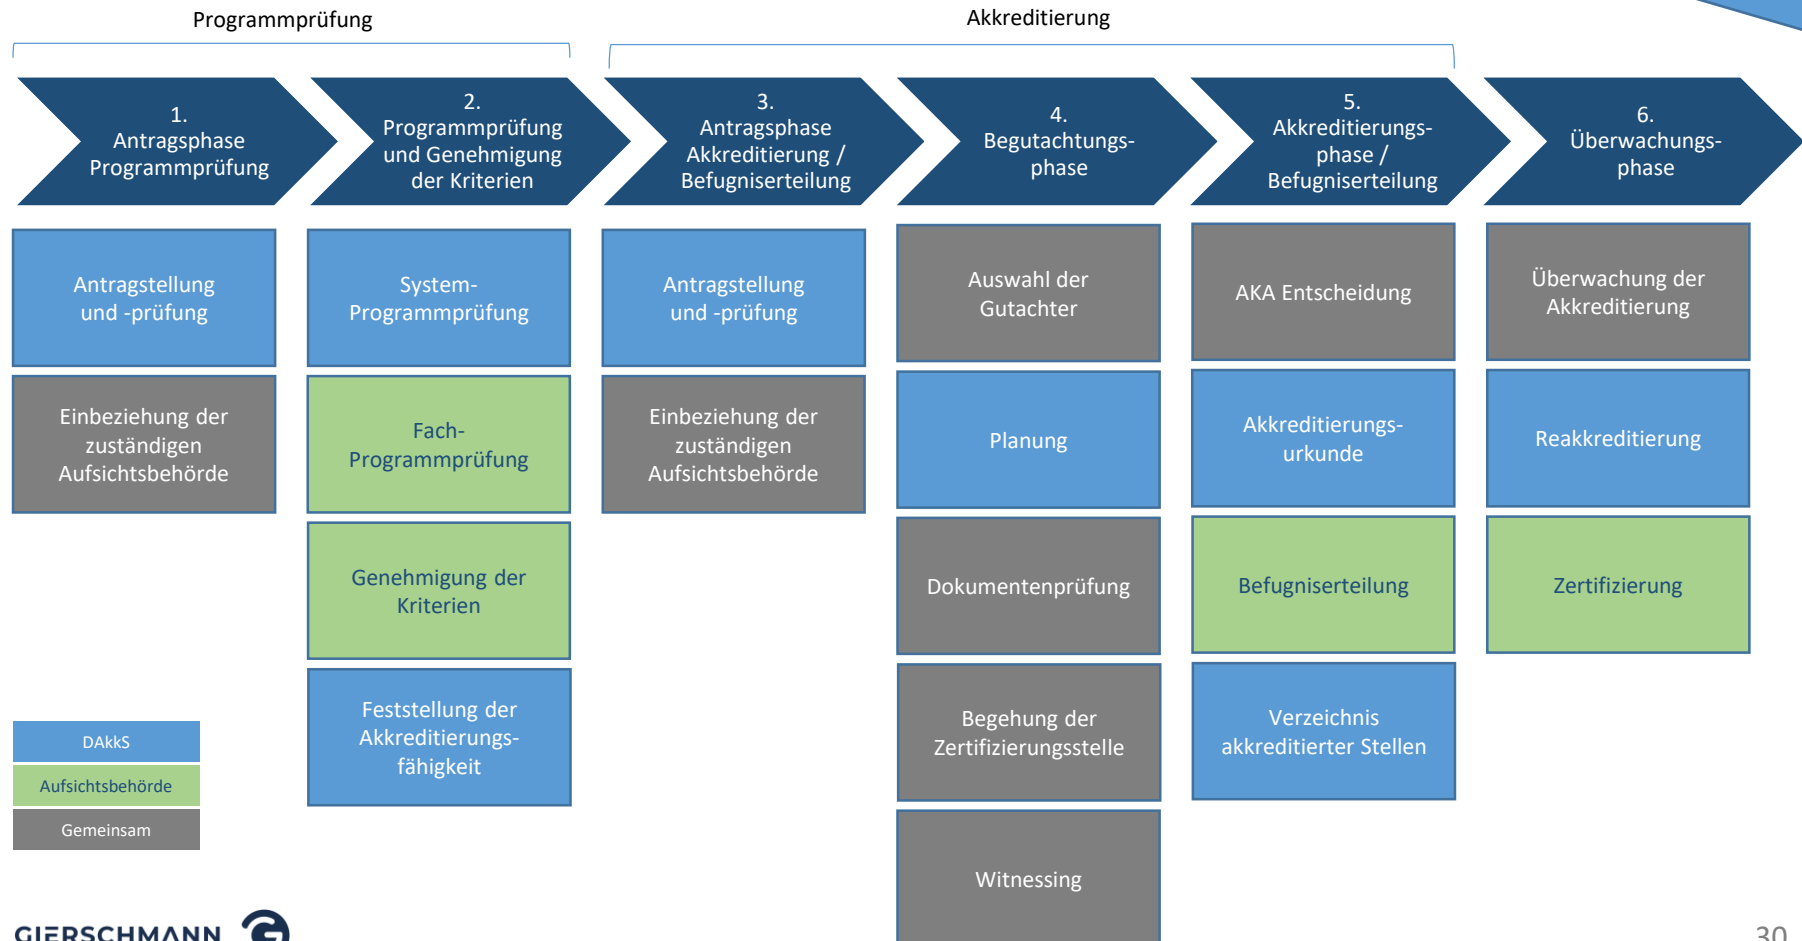 Programmprüfung
Akkreditierung
1.
Antragsphase
Programmprüfung
2.
Programmprüfung
und Genehmigung
der Kriterien
3.
Antragsphase
Akkreditierung /
Befugniserteilung
4.
Begutachtungs-
phase
5.
Akkreditierungs-
phase /
Befugniserteilung
6.
Überwachungs-
phase
Antragstellung
und -prüfung
Einbeziehung der
zuständigen
Aufsichtsbehörde
System-
Programmprüfung
Fach-
Programmprüfung
Genehmigung der
Kriterien
Feststellung der
Akkreditierungs-
fähigkeit
Antragstellung
und -prüfung
Einbeziehung der
zuständigen
Aufsichtsbehörde
Auswahl der
Gutachter
Planung
Dokumentenprüfung
Begehung der
Zertifizierungsstelle
Witnessing
AKA Entscheidung
Akkreditierungs-
urkunde
Befugniserteilung
Verzeichnis
akkreditierter Stellen
Überwachung der
Akkreditierung
Reakkreditierung
Zertifizierung
DAkkS
Aufsichtsbehörde
Gemeinsam
GIERSCHMANN
30